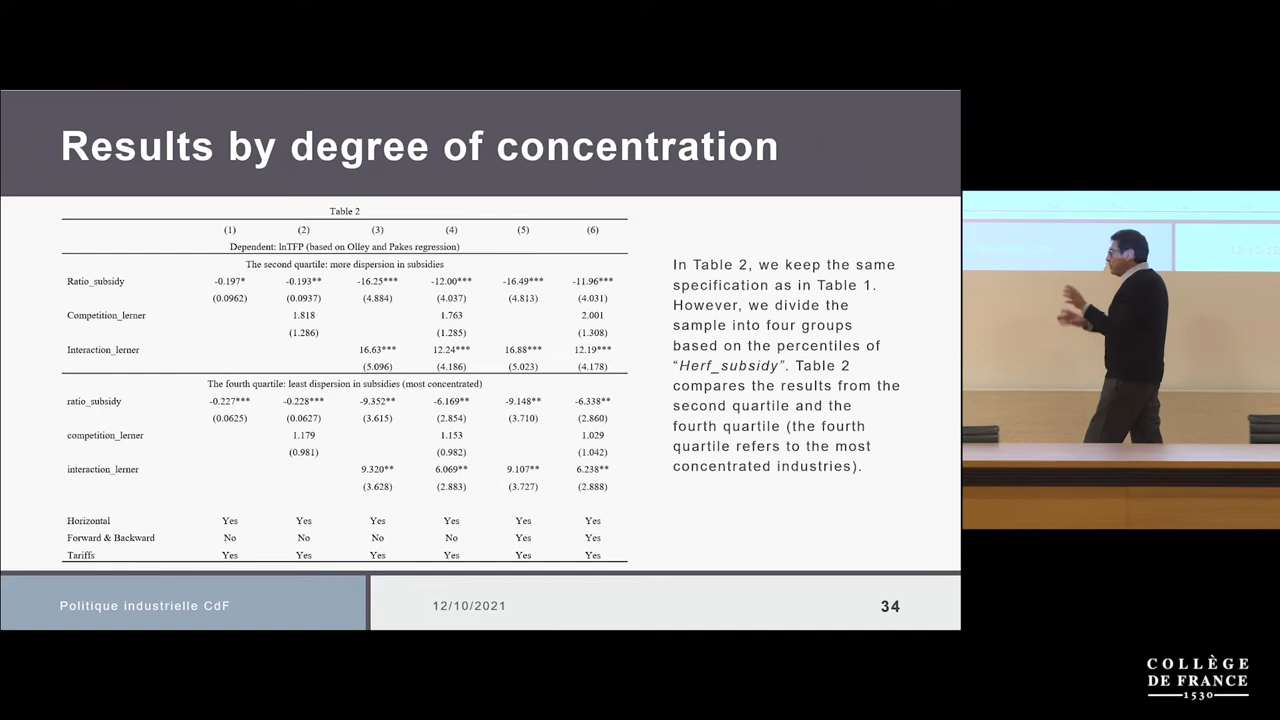 Results by degree of concentration
Table 2
(1) (2) (3) (4) (5) (6)
Dependent: lnTFP (based on Olley and Pakes regression)
The second quartile: more dispersion in subsidies
Ratio_subsidy -0.197* -0.193** -16.25*** -12.00*** -16.49*** -11.96***
(0.0962) (0.0937) (4.884) (4.037) (4.813) (4.031)
Competition_lerner 1.818 1.763 2.001
(1.286) (1.285) (1.308)
Interaction_lerner 16.63*** 12.24*** 16.88*** 12.19***
(5.096) (4.186) (5.023) (4.178)
The fourth quartile: least dispersion in subsidies (most concentrated)
ratio_subsidy -0.227*** -0.228*** -9.352** -6.169** -9.148** -6.338**
(0.0625) (0.0627) (3.615) (2.854) (3.710) (2.860)
competition_lerner 1.179 1.153 1.029
(0.981) (0.982) (1.042)
interaction_lerner 9.320** 6.069** 9.107** 6.238**
(3.628) (2.883) (3.727) (2.888)
Horizontal Yes Yes Yes Yes Yes Yes
Forward & Backward No No No No Yes Yes
Tariffs Yes Yes Yes Yes Yes Yes
In Table 2, we keep the same
specification as in Table 1.
However, we divide the
sample into four groups
based on the percentiles of
“Herf_subsidy”. Table 2
compares the results from the
second quartile and the
fourth quartile (the fourth
quartile refers to the most
concentrated industries).
Politique industrielle CdF
12/10/2021
34
COLLÈGE
DE FRANCE
1530